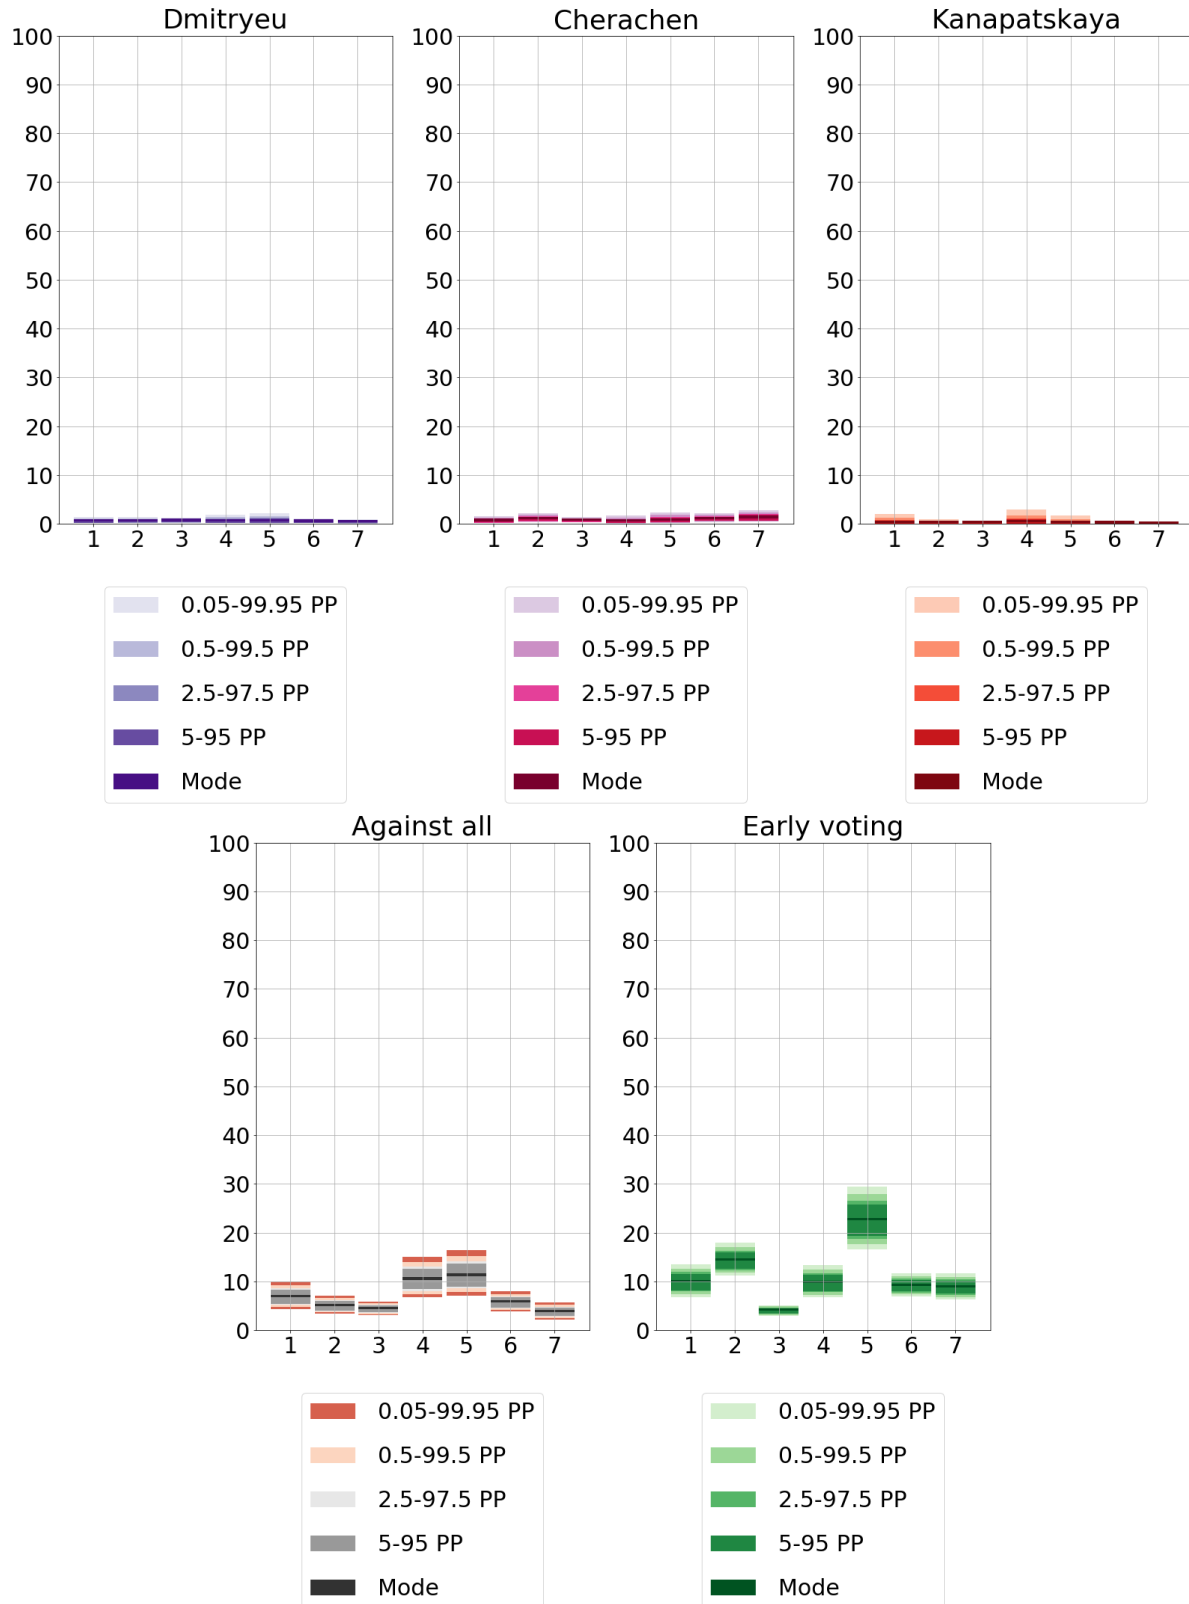 Dmitryeu Cherachen Kanapatskaya
100 100 100
90 90 90
80 80 80
70 70 70
60 60 60
50 50 50
40 40 40
30 30 30
20 20 20
10 10 10
0 0 0
1 2 3 4 5 6 7 1 2 3 4 5 6 7 1 2 3 4 5 6 7
0.05-99.95 PP 0.05-99.95 PP 0.05-99.95 PP
0.5-99.5 PP 0.5-99.5 PP 0.5-99.5 PP
2.5-97.5 PP 2.5-97.5 PP 2.5-97.5 PP
5-95 PP 5-95 PP 5-95 PP
Mode Mode Mode
Against all Early voting
100 100
90 90
80 80
70 70
60 60
50 50
40 40
30 30
20 20
10 10
0 0
1 2 3 4 5 6 7 1 2 3 4 5 6 7
0.05-99.95 PP 0.05-99.95 PP
0.5-99.5 PP 0.5-99.5 PP
2.5-97.5 PP 2.5-97.5 PP
5-95 PP 5-95 PP
Mode Mode